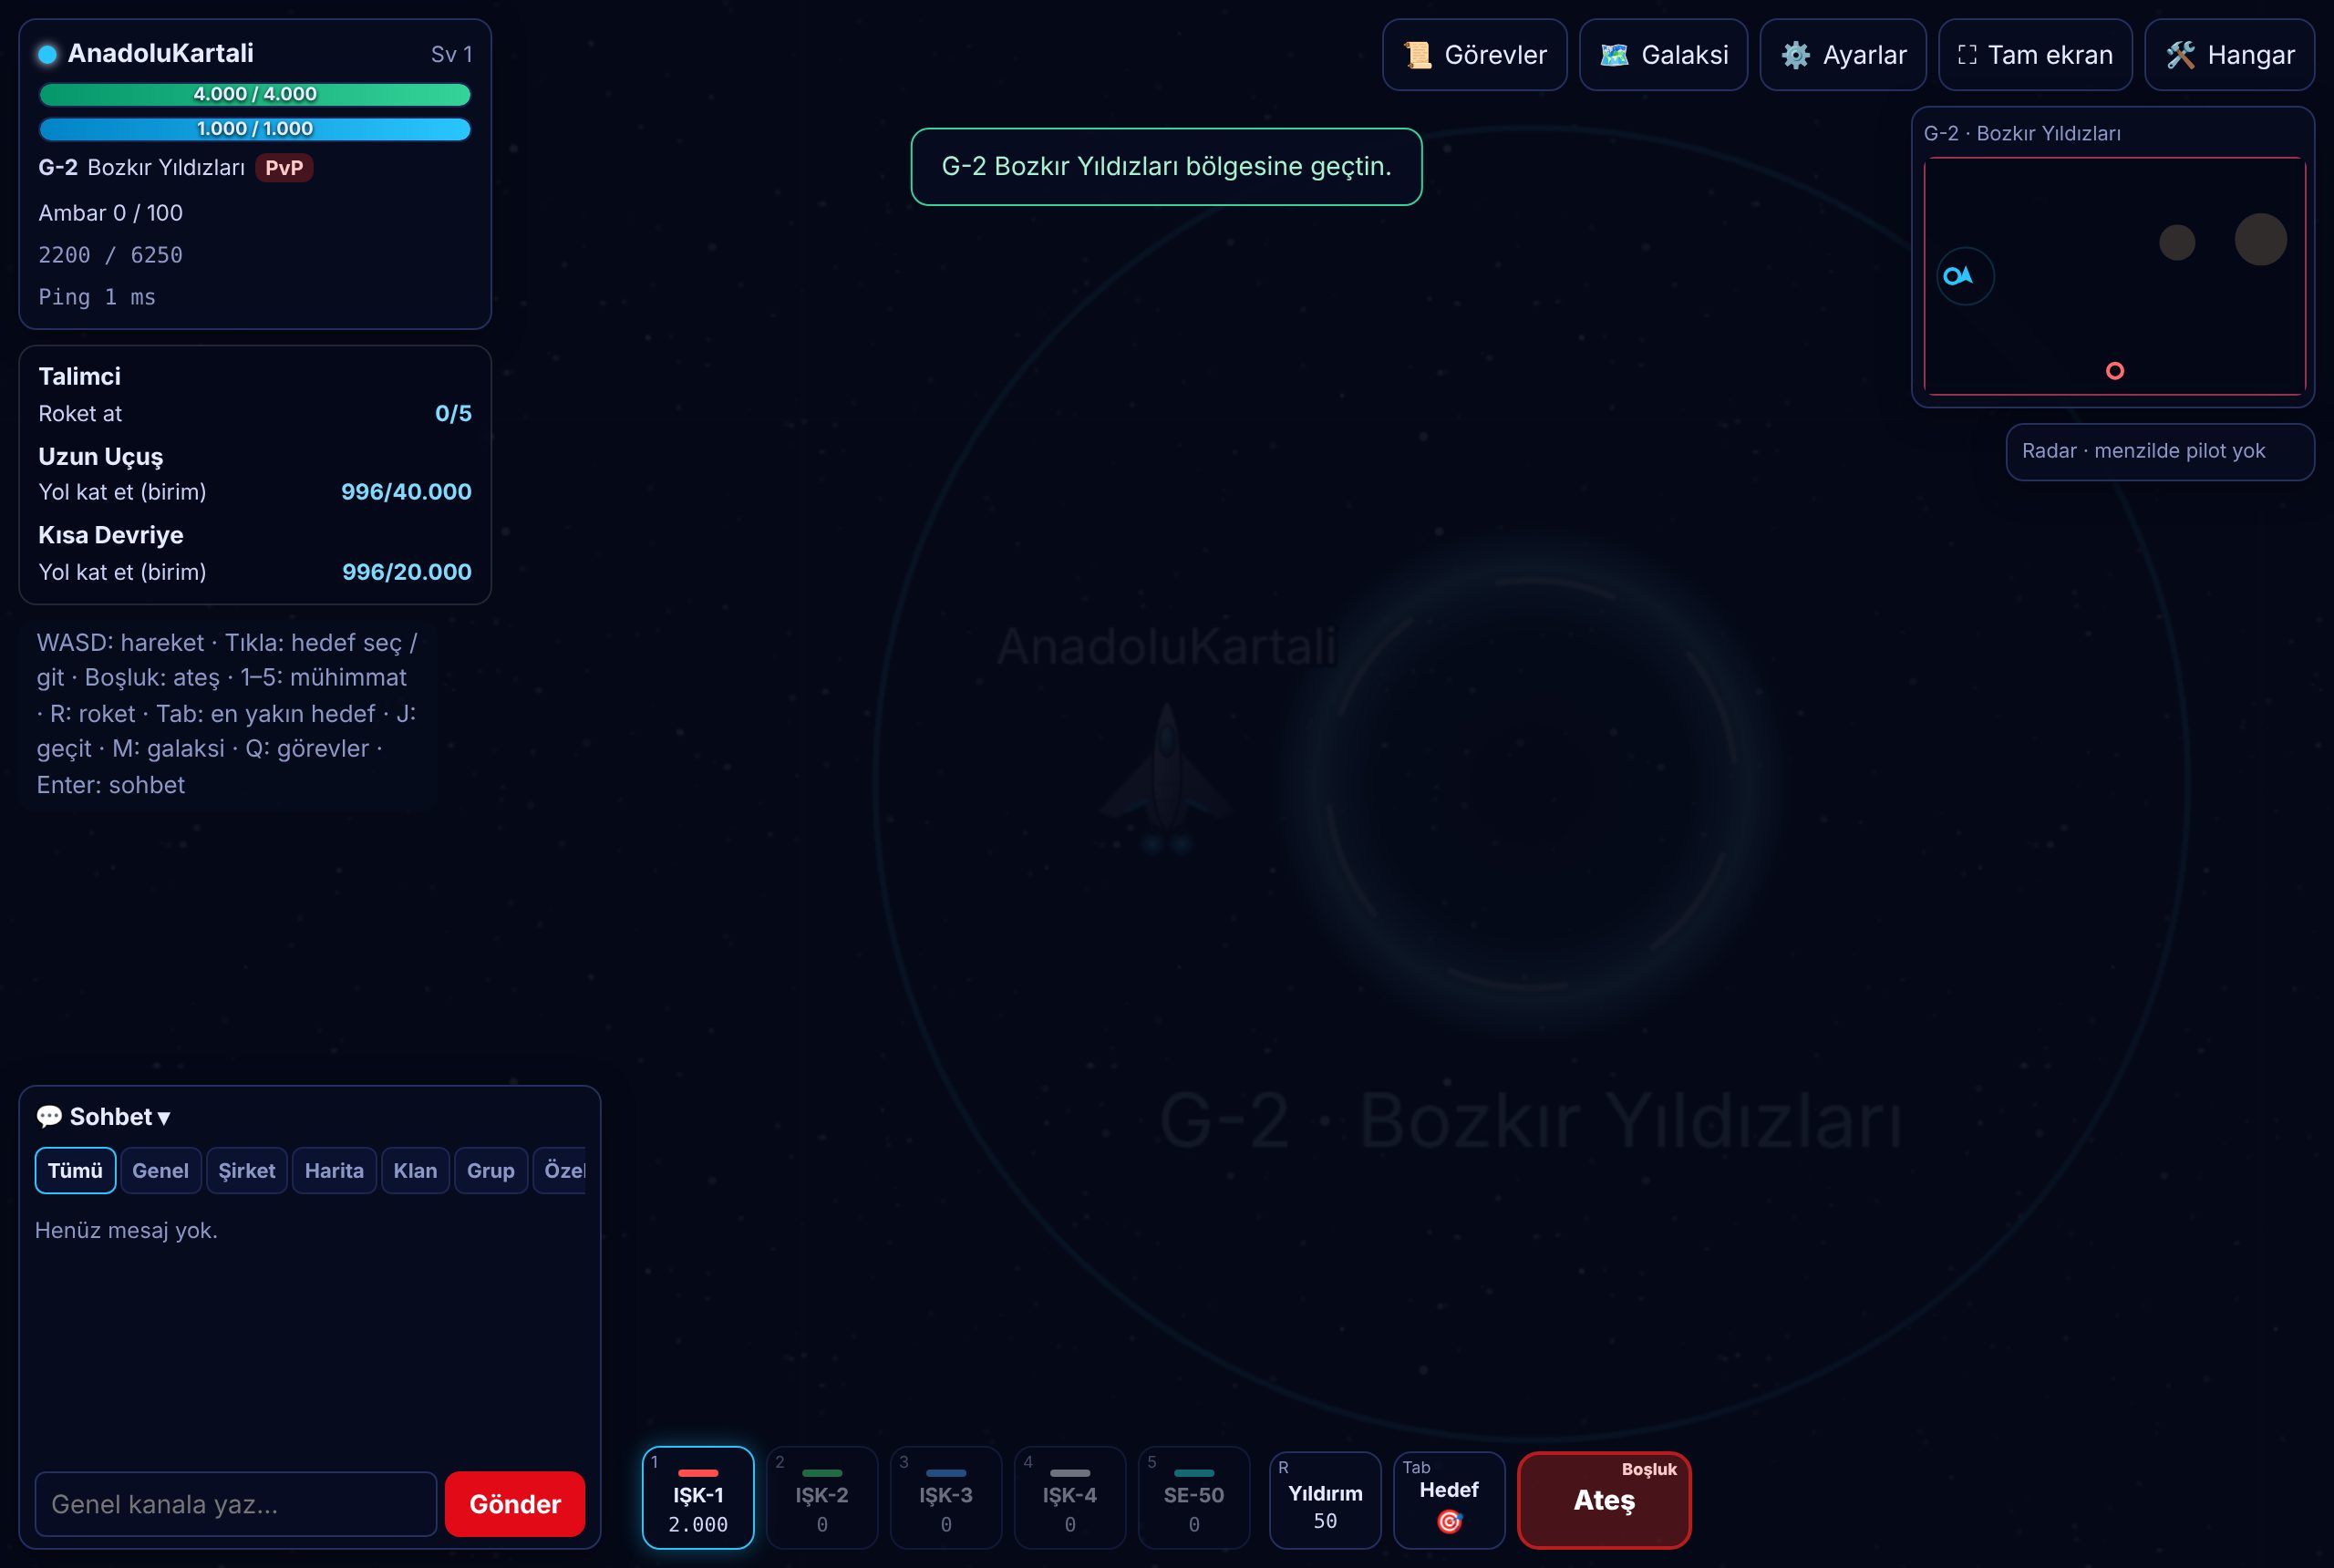 AnadoluKartali Sv 1
4.000 / 4.000
1.000 / 1.000
G-2 Bozkır Yıldızları PvP
Ambar 0 / 100
2200 / 6250
Ping 1 ms
Talimci
Roket at 0/5
Uzun Uçuş
Yol kat et (birim) 996/40.000
Kısa Devriye
Yol kat et (birim) 996/20.000
WASD: hareket · Tıkla: hedef seç /
git · Boşluk: ateş · 1–5: mühimmat
· R: roket · Tab: en yakın hedef · J:
geçit · M: galaksi · Q: görevler ·
Enter: sohbet
Görevler Galaksi Ayarlar Tam ekran Hangar
G-2 Bozkır Yıldızları bölgesine geçtin.
G-2 · Bozkır Yıldızları
Radar · menzilde pilot yok
AnadoluKartali
G-2 · Bozkır Yıldızları
Sohbet ▾
Tümü Genel Şirket Harita Klan Grup Özel
Henüz mesaj yok.
Genel kanala yaz... Gönder
1 IŞK-1 2.000
2 IŞK-2 0
3 IŞK-3 0
4 IŞK-4 0
5 SE-50 0
R Yıldırım 50
Tab Hedef
Boşluk Ateş